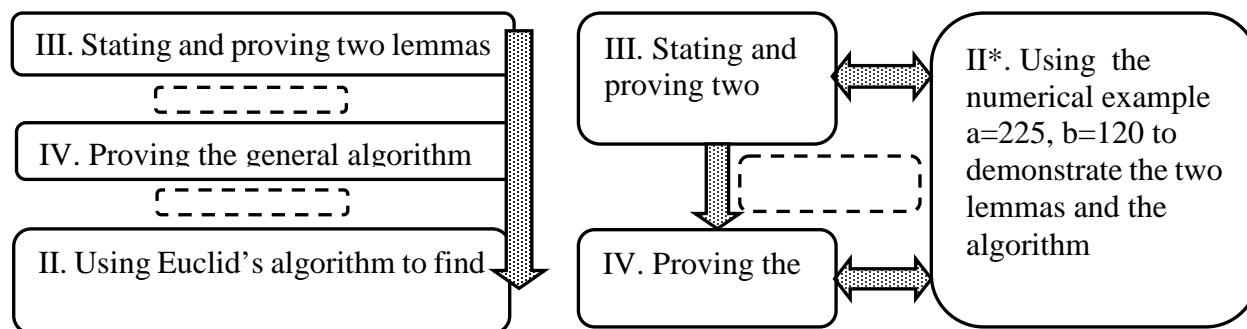 III. Stating and proving two lemmas
IV. Proving the general algorithm
II. Using Euclid's algorithm to find
III. Stating and
proving two
IV. Proving the
II*. Using the
numerical example
a=225, b=120 to
demonstrate the two
lemmas and the
algorithm